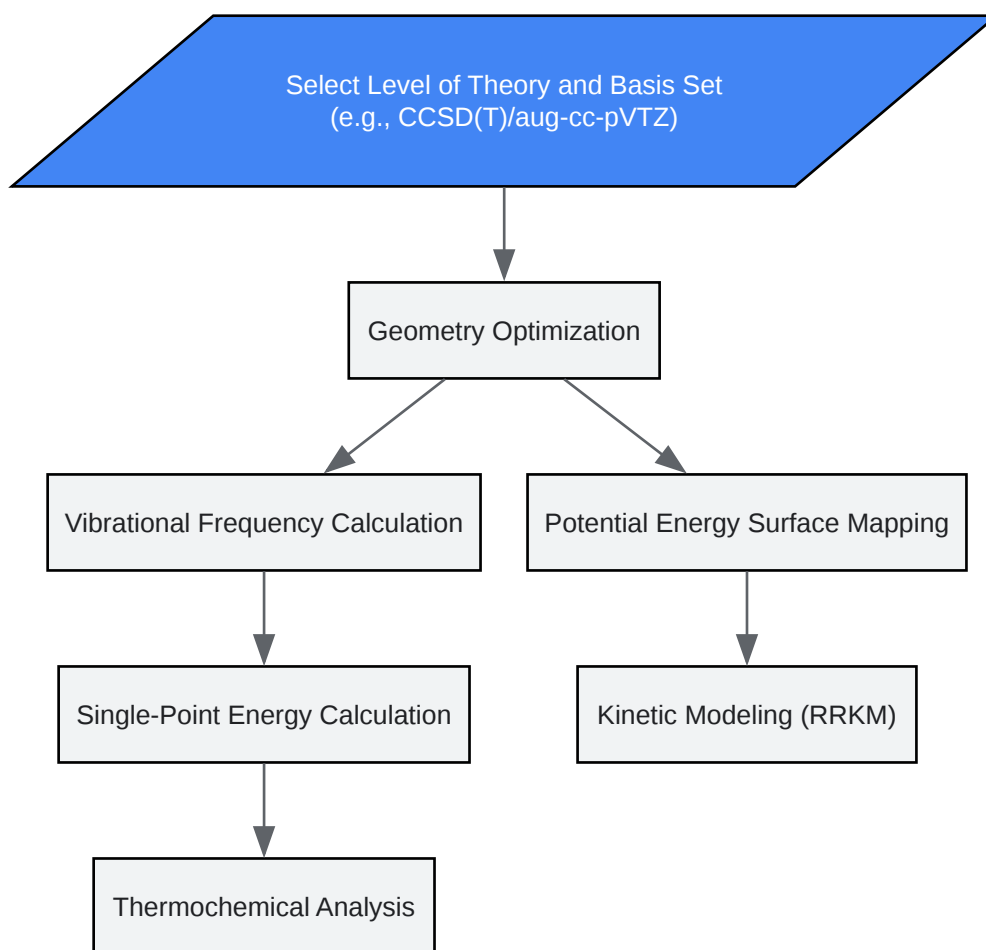 Select Level of Theory and Basis Set
(e.g., CCSD(T)/aug-cc-pVTZ)
Geometry Optimization
Vibrational Frequency Calculation
Potential Energy Surface Mapping
Single-Point Energy Calculation
Kinetic Modeling (RRKM)
Thermochemical Analysis